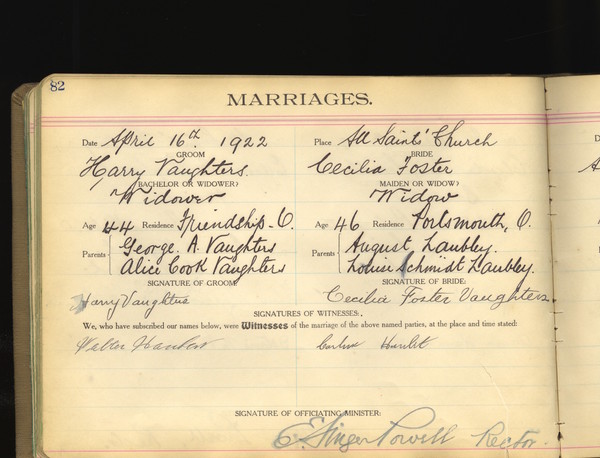 82
MARRIAGES.
Date April 16th 1922 Place All Saints' Church
GROOM BRIDE
Harry Vaughters. Cecilia Foster
BACHELOR OR WIDOWER? MAIDEN OR WIDOW?
Widower Widow
Age 44 Residence Friendship - O. Age 46 Residence Portsmouth, O.
Parents George. A. Vaughters August Laubley.
Alice Cook Vaughters Parents Louise Schmidt Laubley.
SIGNATURE OF GROOM: SIGNATURE OF BRIDE:
Harry Vaughters Cecilia Foster Vaughters
SIGNATURES OF WITNESSES.
We, who have subscribed our names below, were Witnesses of the marriage of the above named parties, at the place and time stated:
SIGNATURE OF OFFICIATING MINISTER:
E. Ainger Powell Rector.